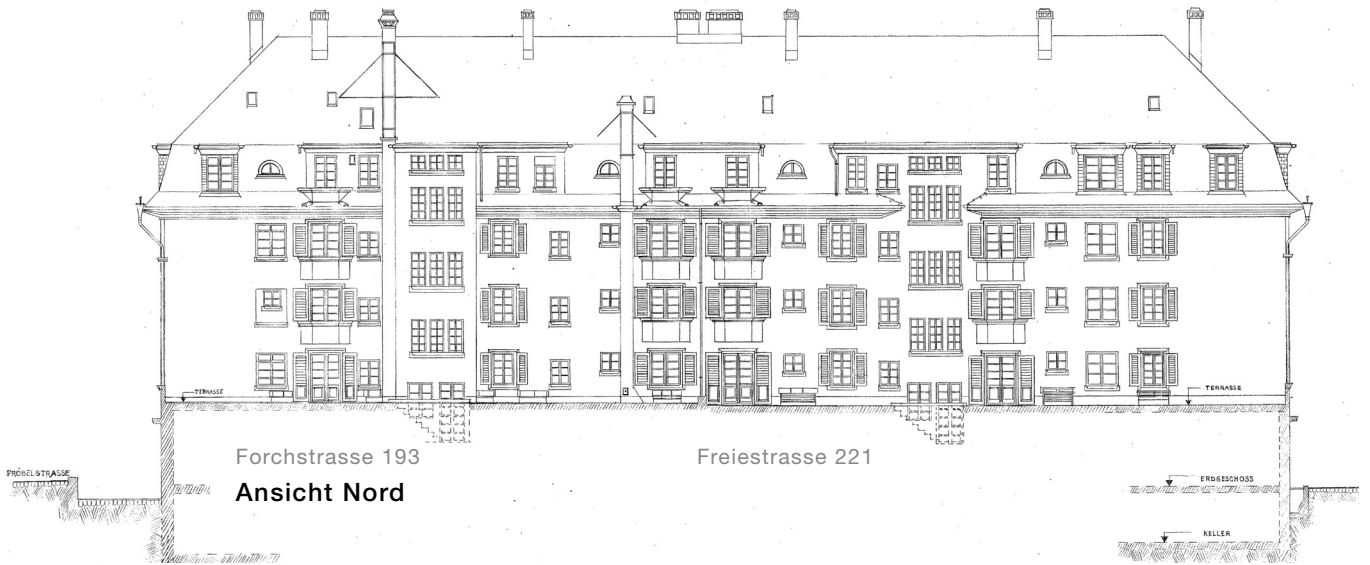 TERRASSE
TERRASSE
Forchstrasse 193
Freiestrasse 221
FRÖBELSTRASSE
Ansicht Nord
ERDGESCHOSS
KELLER